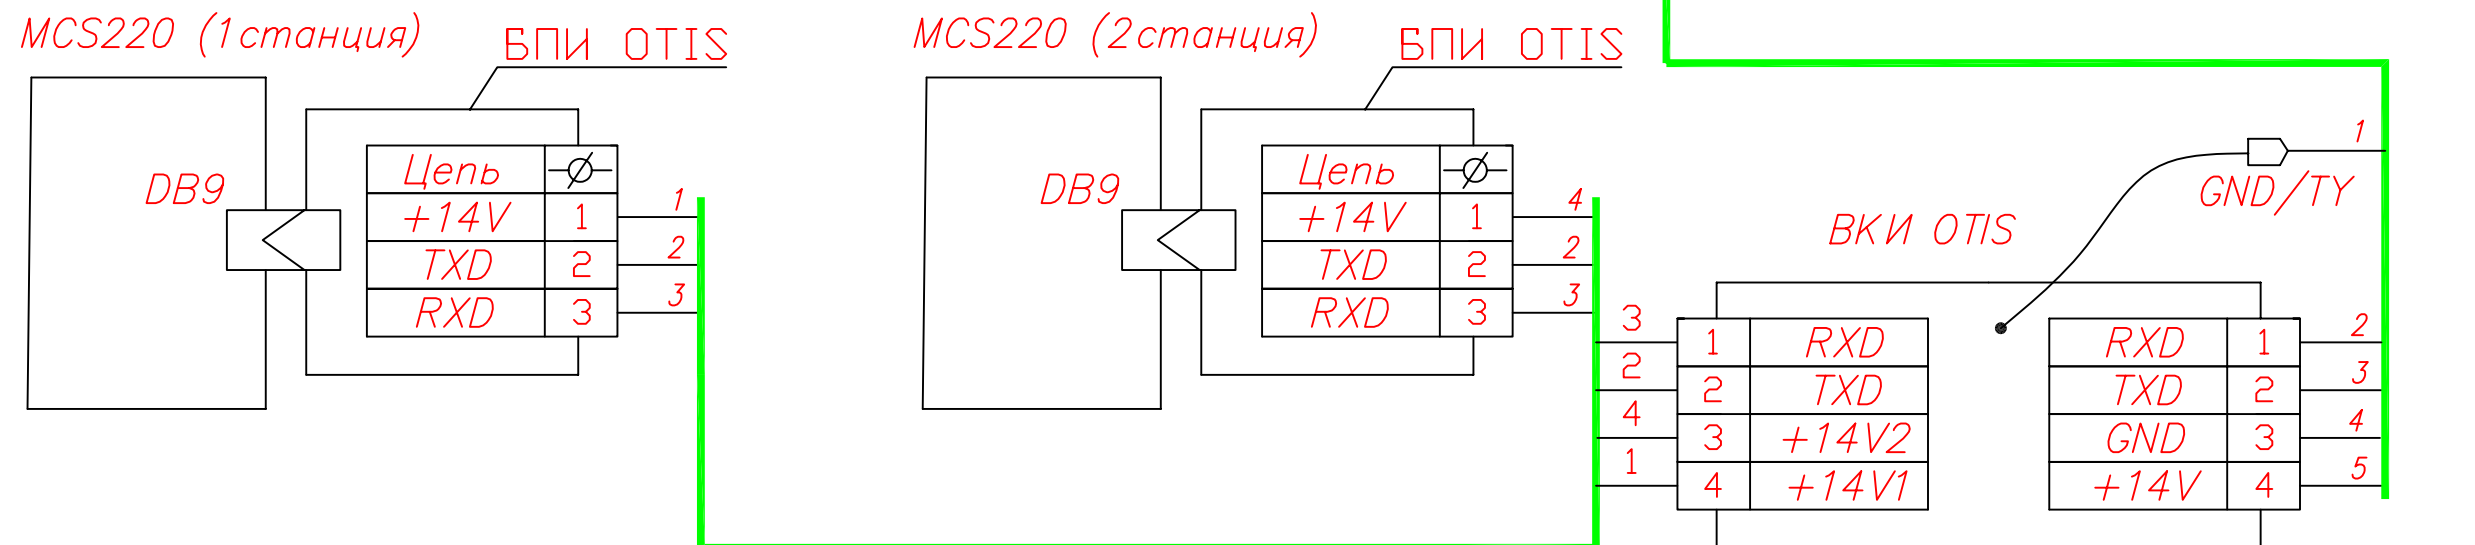 MCS220 (1станция)
БПИ OTIS
DB9
Цепь
+14V 1
TXD 2
RXD 3
1
2
3
MCS220 (2станция)
БПИ OTIS
DB9
Цепь
+14V 1
TXD 2
RXD 3
4
2
3
ВКИ OTIS
3
2
4
1
1 RXD
2 TXD
3 +14V2
4 +14V1
1
GND/TY
RXD 1
TXD 2
GND 3
+14V 4
2
3
4
5